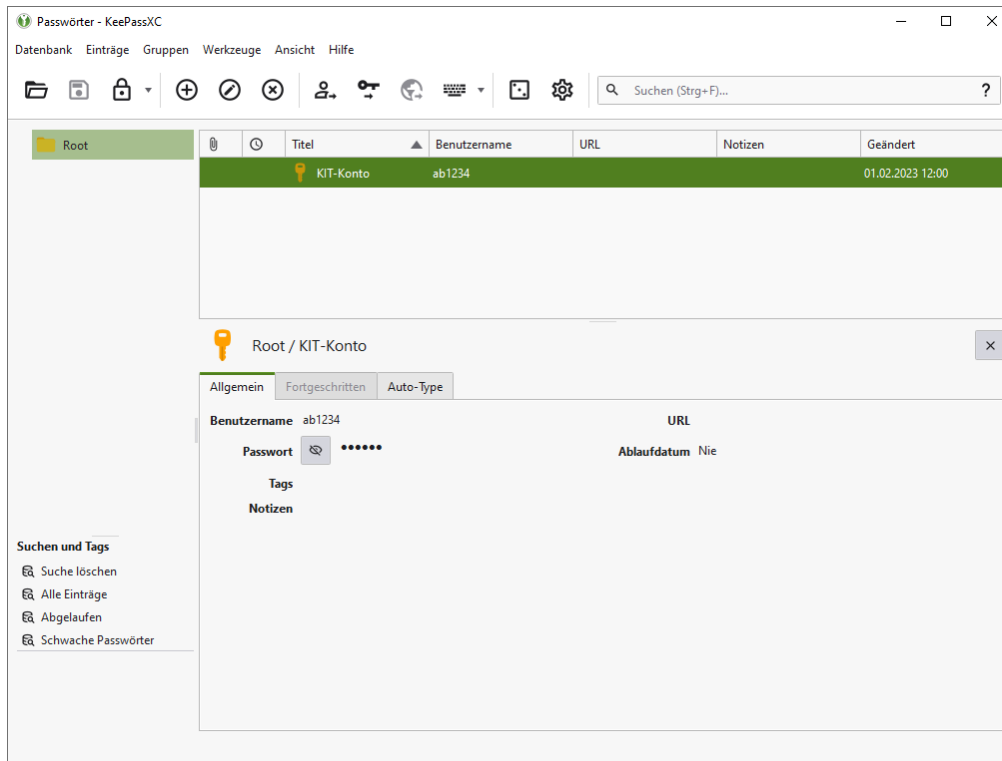 Passwörter - KeePassXC
Datenbank Einträge Gruppen Werkzeuge Ansicht Hilfe
Suchen (Strg+F)... ?
Root
Titel Benutzername URL Notizen Geändert
KIT-Konto ab1234 01.02.2023 12:00
Root / KIT-Konto
Allgemein Fortgeschritten Auto-Type
Benutzername ab1234 URL
Passwort •••••• Ablaufdatum Nie
Tags
Notizen
Suchen und Tags
Suche löschen
Alle Einträge
Abgelaufen
Schwache Passwörter